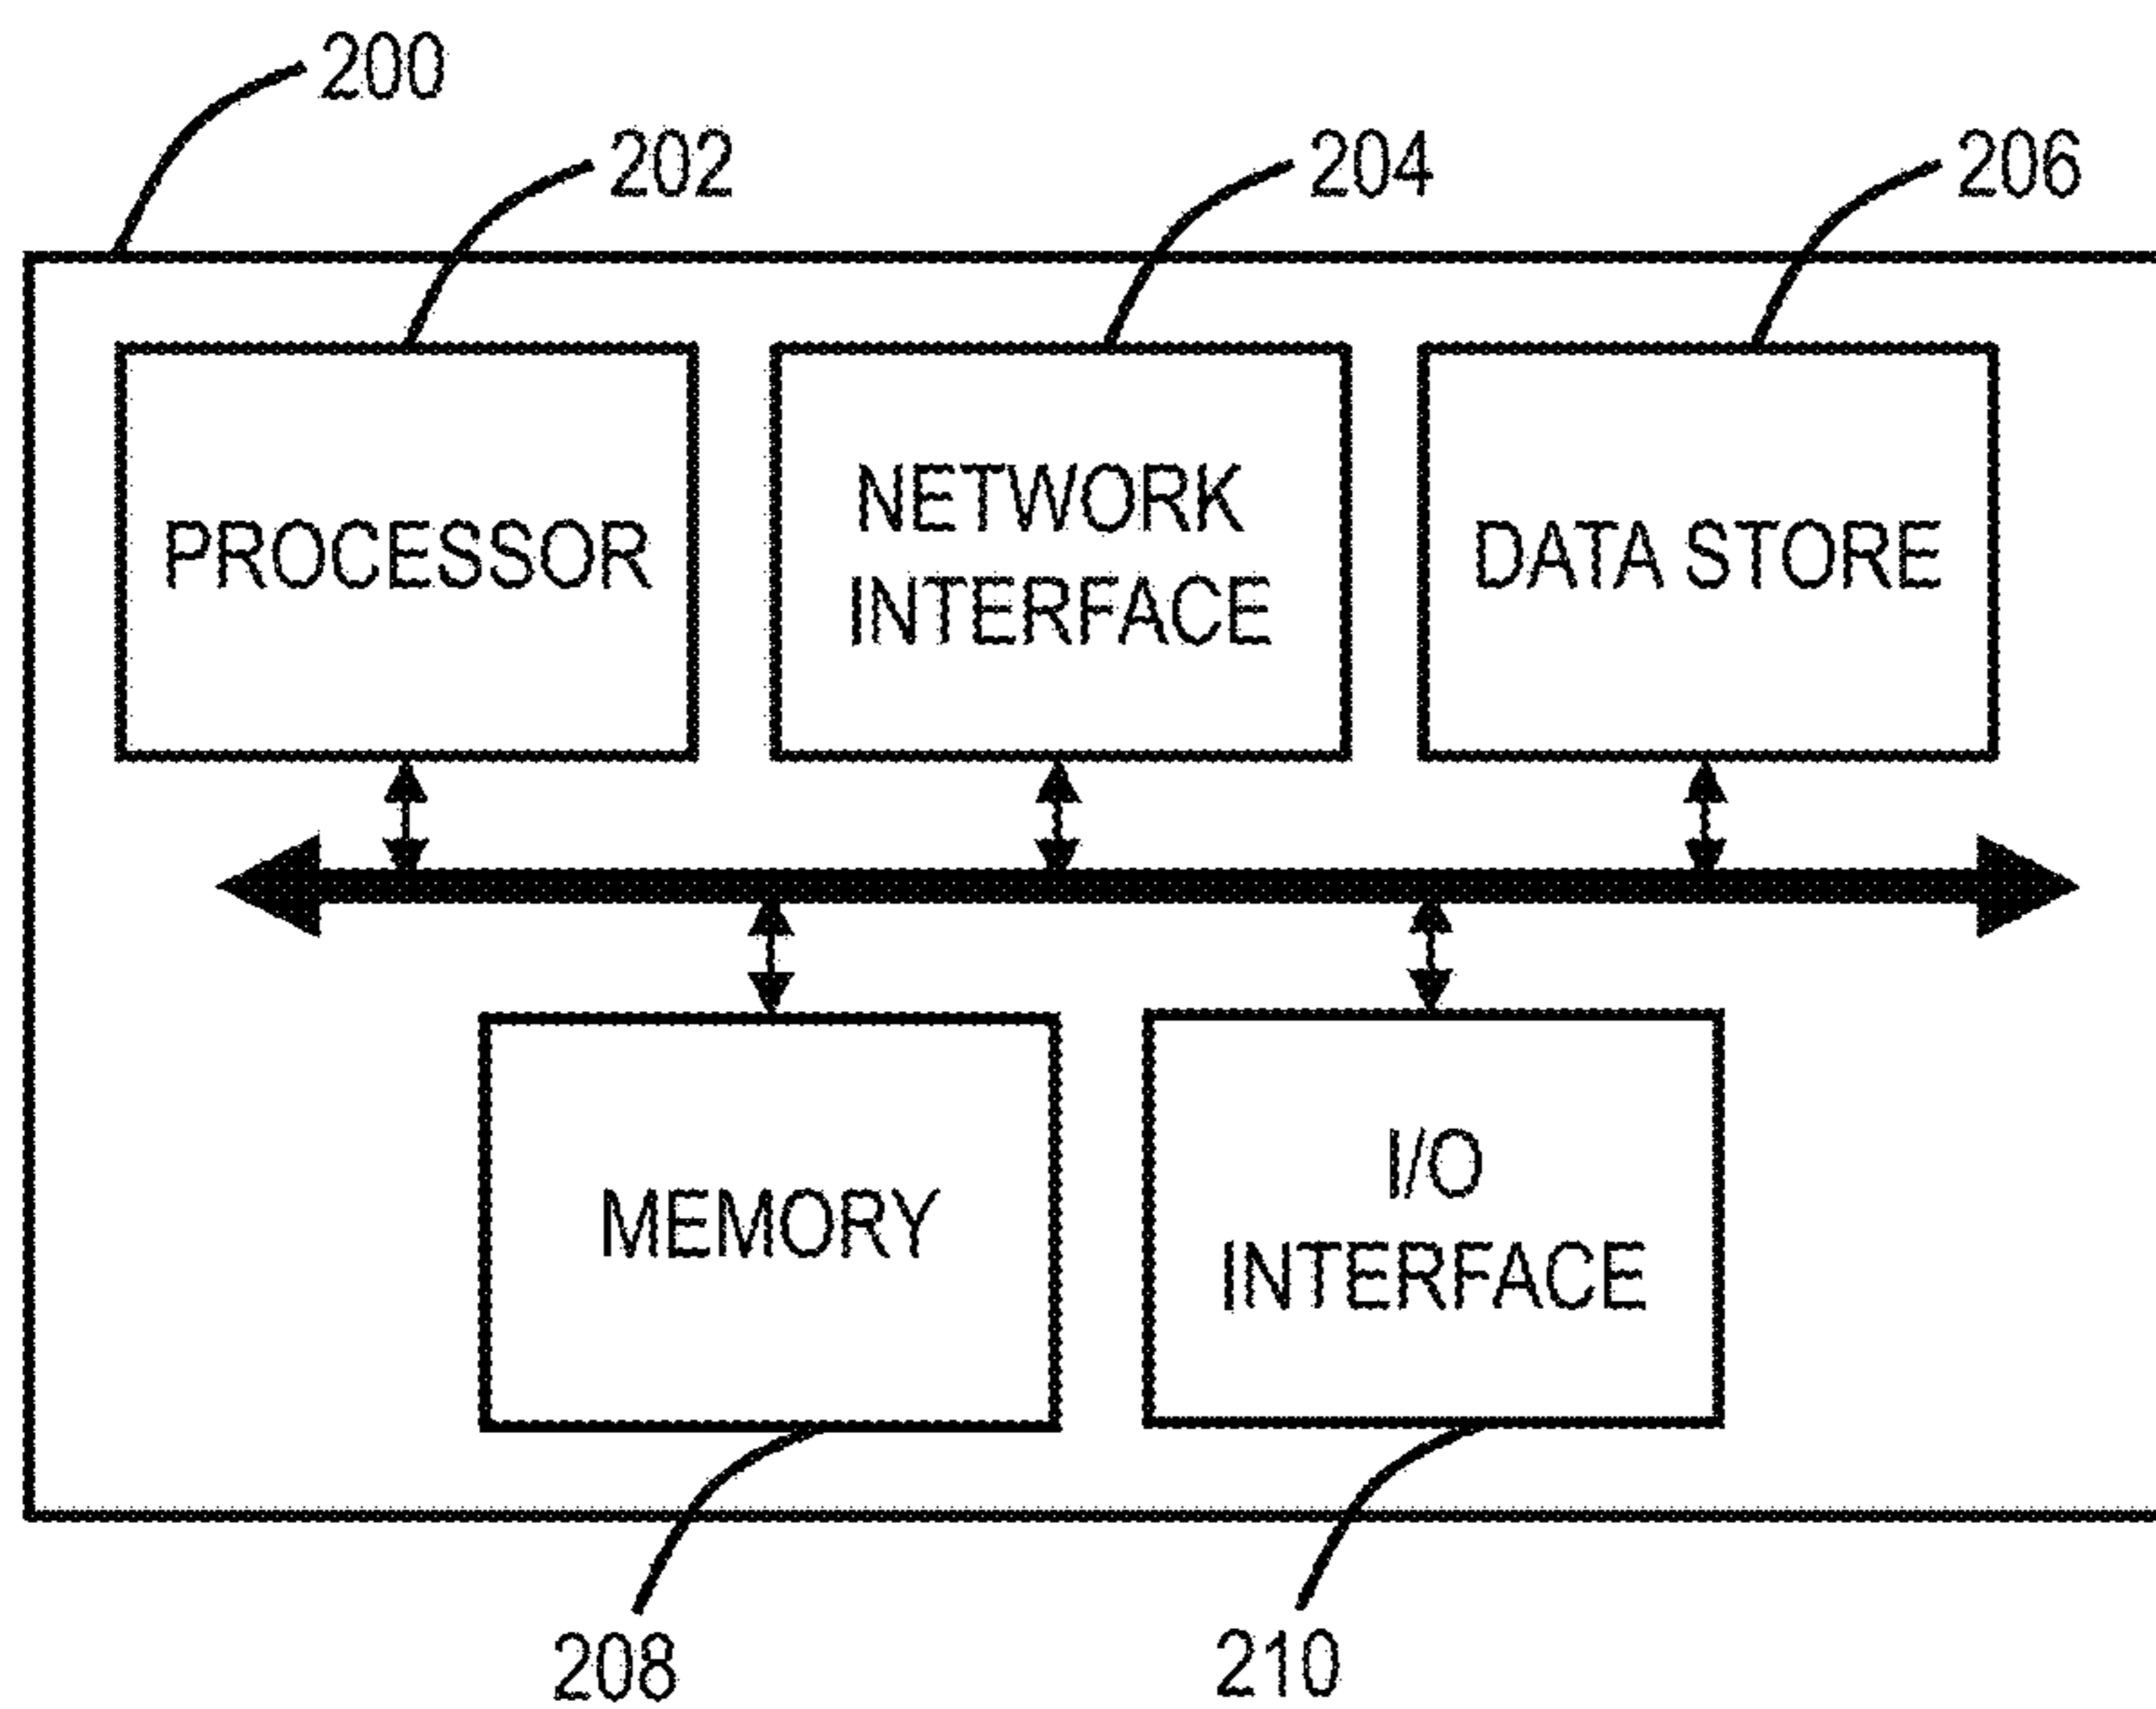 200
202
204
206
PROCESSOR
NETWORK
INTERFACE
DATA STORE
MEMORY
I/O
INTERFACE
208
210